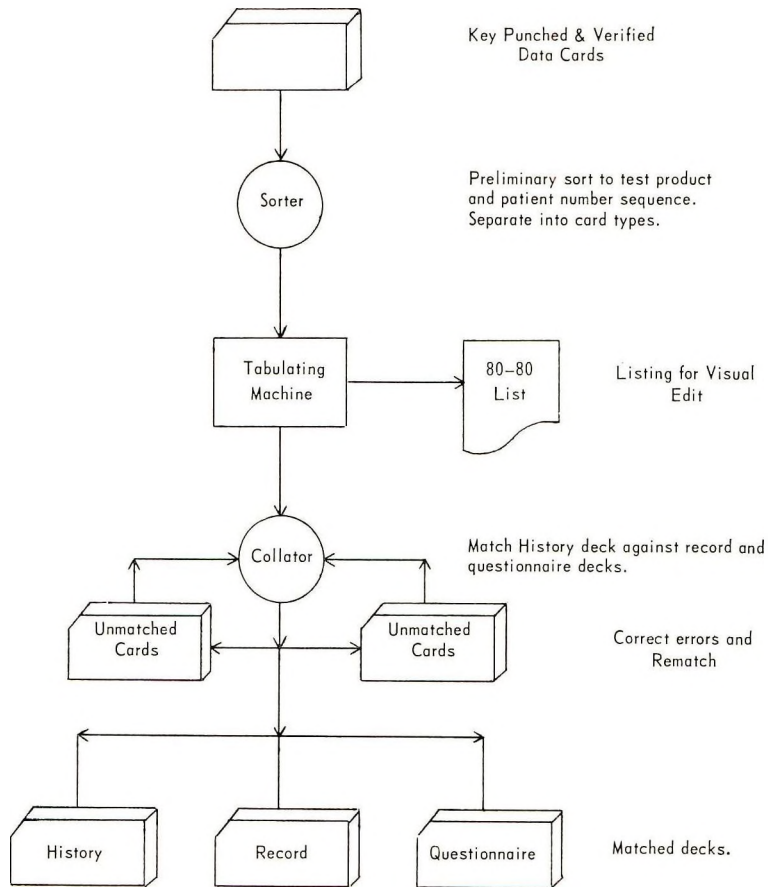 Key Punched & Verified
Data Cards
Sorter
Preliminary sort to test product
and patient number sequence.
Separate into card types.
Tabulating
Machine
80-80
List
Listing for Visual
Edit
Collator
Match History deck against record and
questionnaire decks.
Unmatched
Cards
Unmatched
Cards
Correct errors and
Rematch
History
Record
Questionnaire
Matched decks.